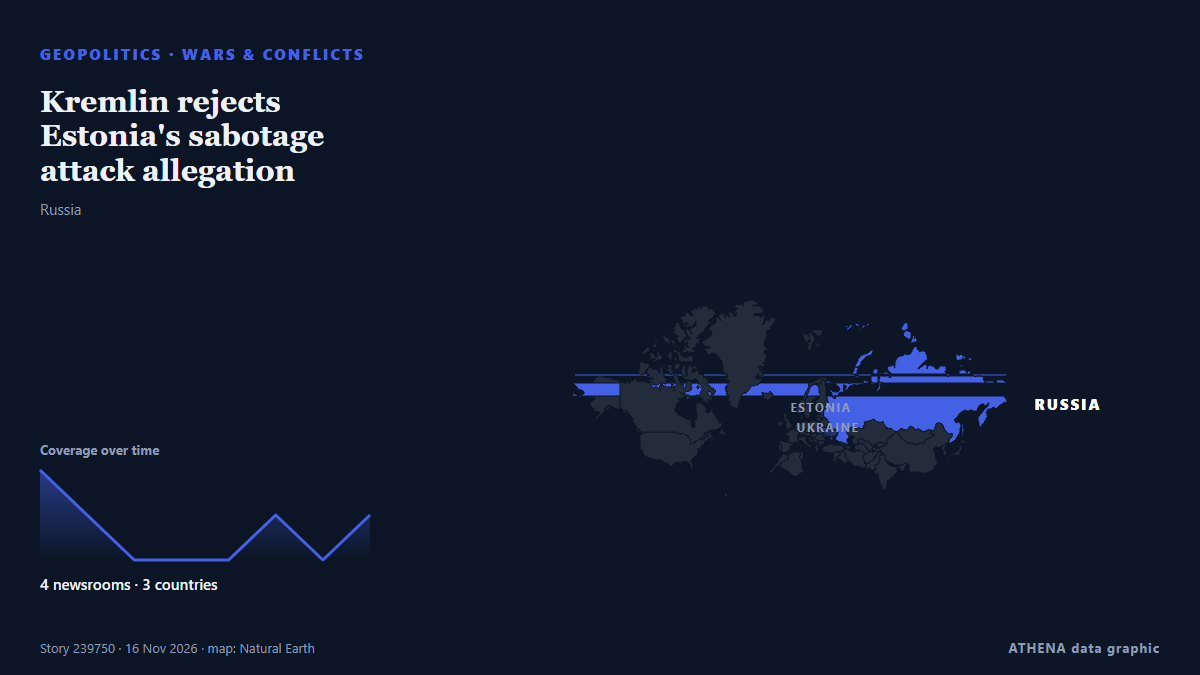 GEOPOLITICS · WARS & CONFLICTS
Kremlin rejects
Estonia's sabotage
attack allegation
Russia
ESTONIA
UKRAINE
RUSSIA
Coverage over time
4 newsrooms · 3 countries
Story 239750 · 16 Nov 2026 · map: Natural Earth
ATHENA data graphic